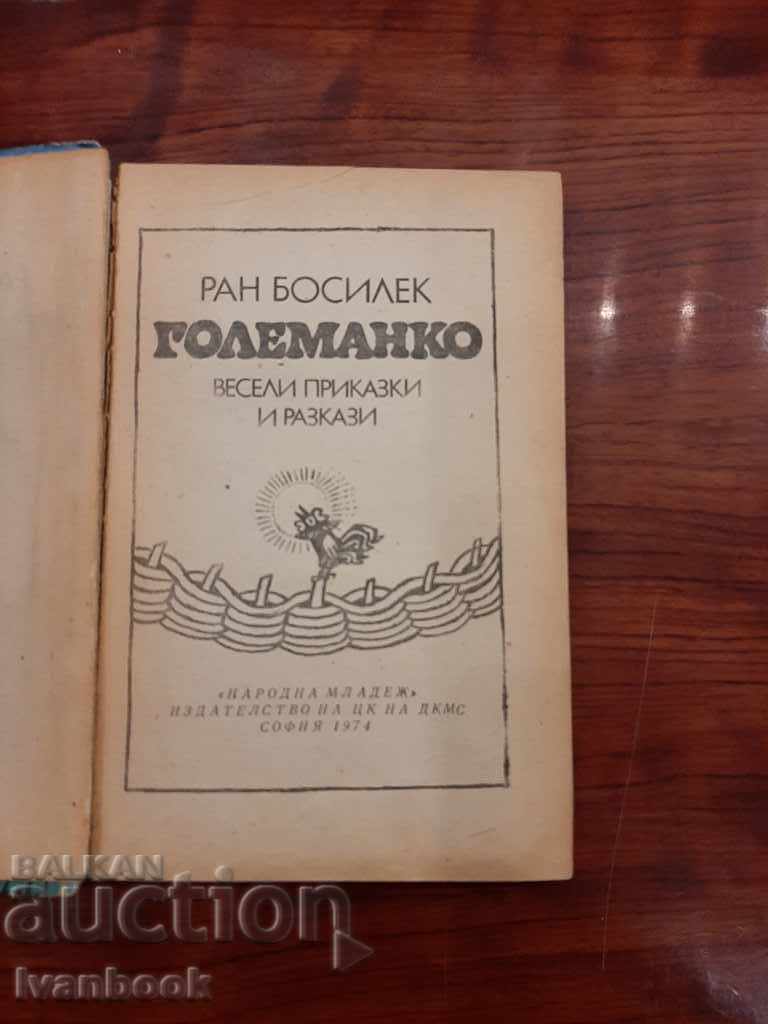 РАН БОСИЛЕК
ГОЛЕМАНКО
ВЕСЕЛИ ПРИКАЗКИ
И РАЗКАЗИ
«НАРОДНА МЛАДЕЖ»
ИЗДАТЕЛСТВО НА ЦК НА ДКМС
СОФИЯ 1974
BALKAN
auction
Ivanbook